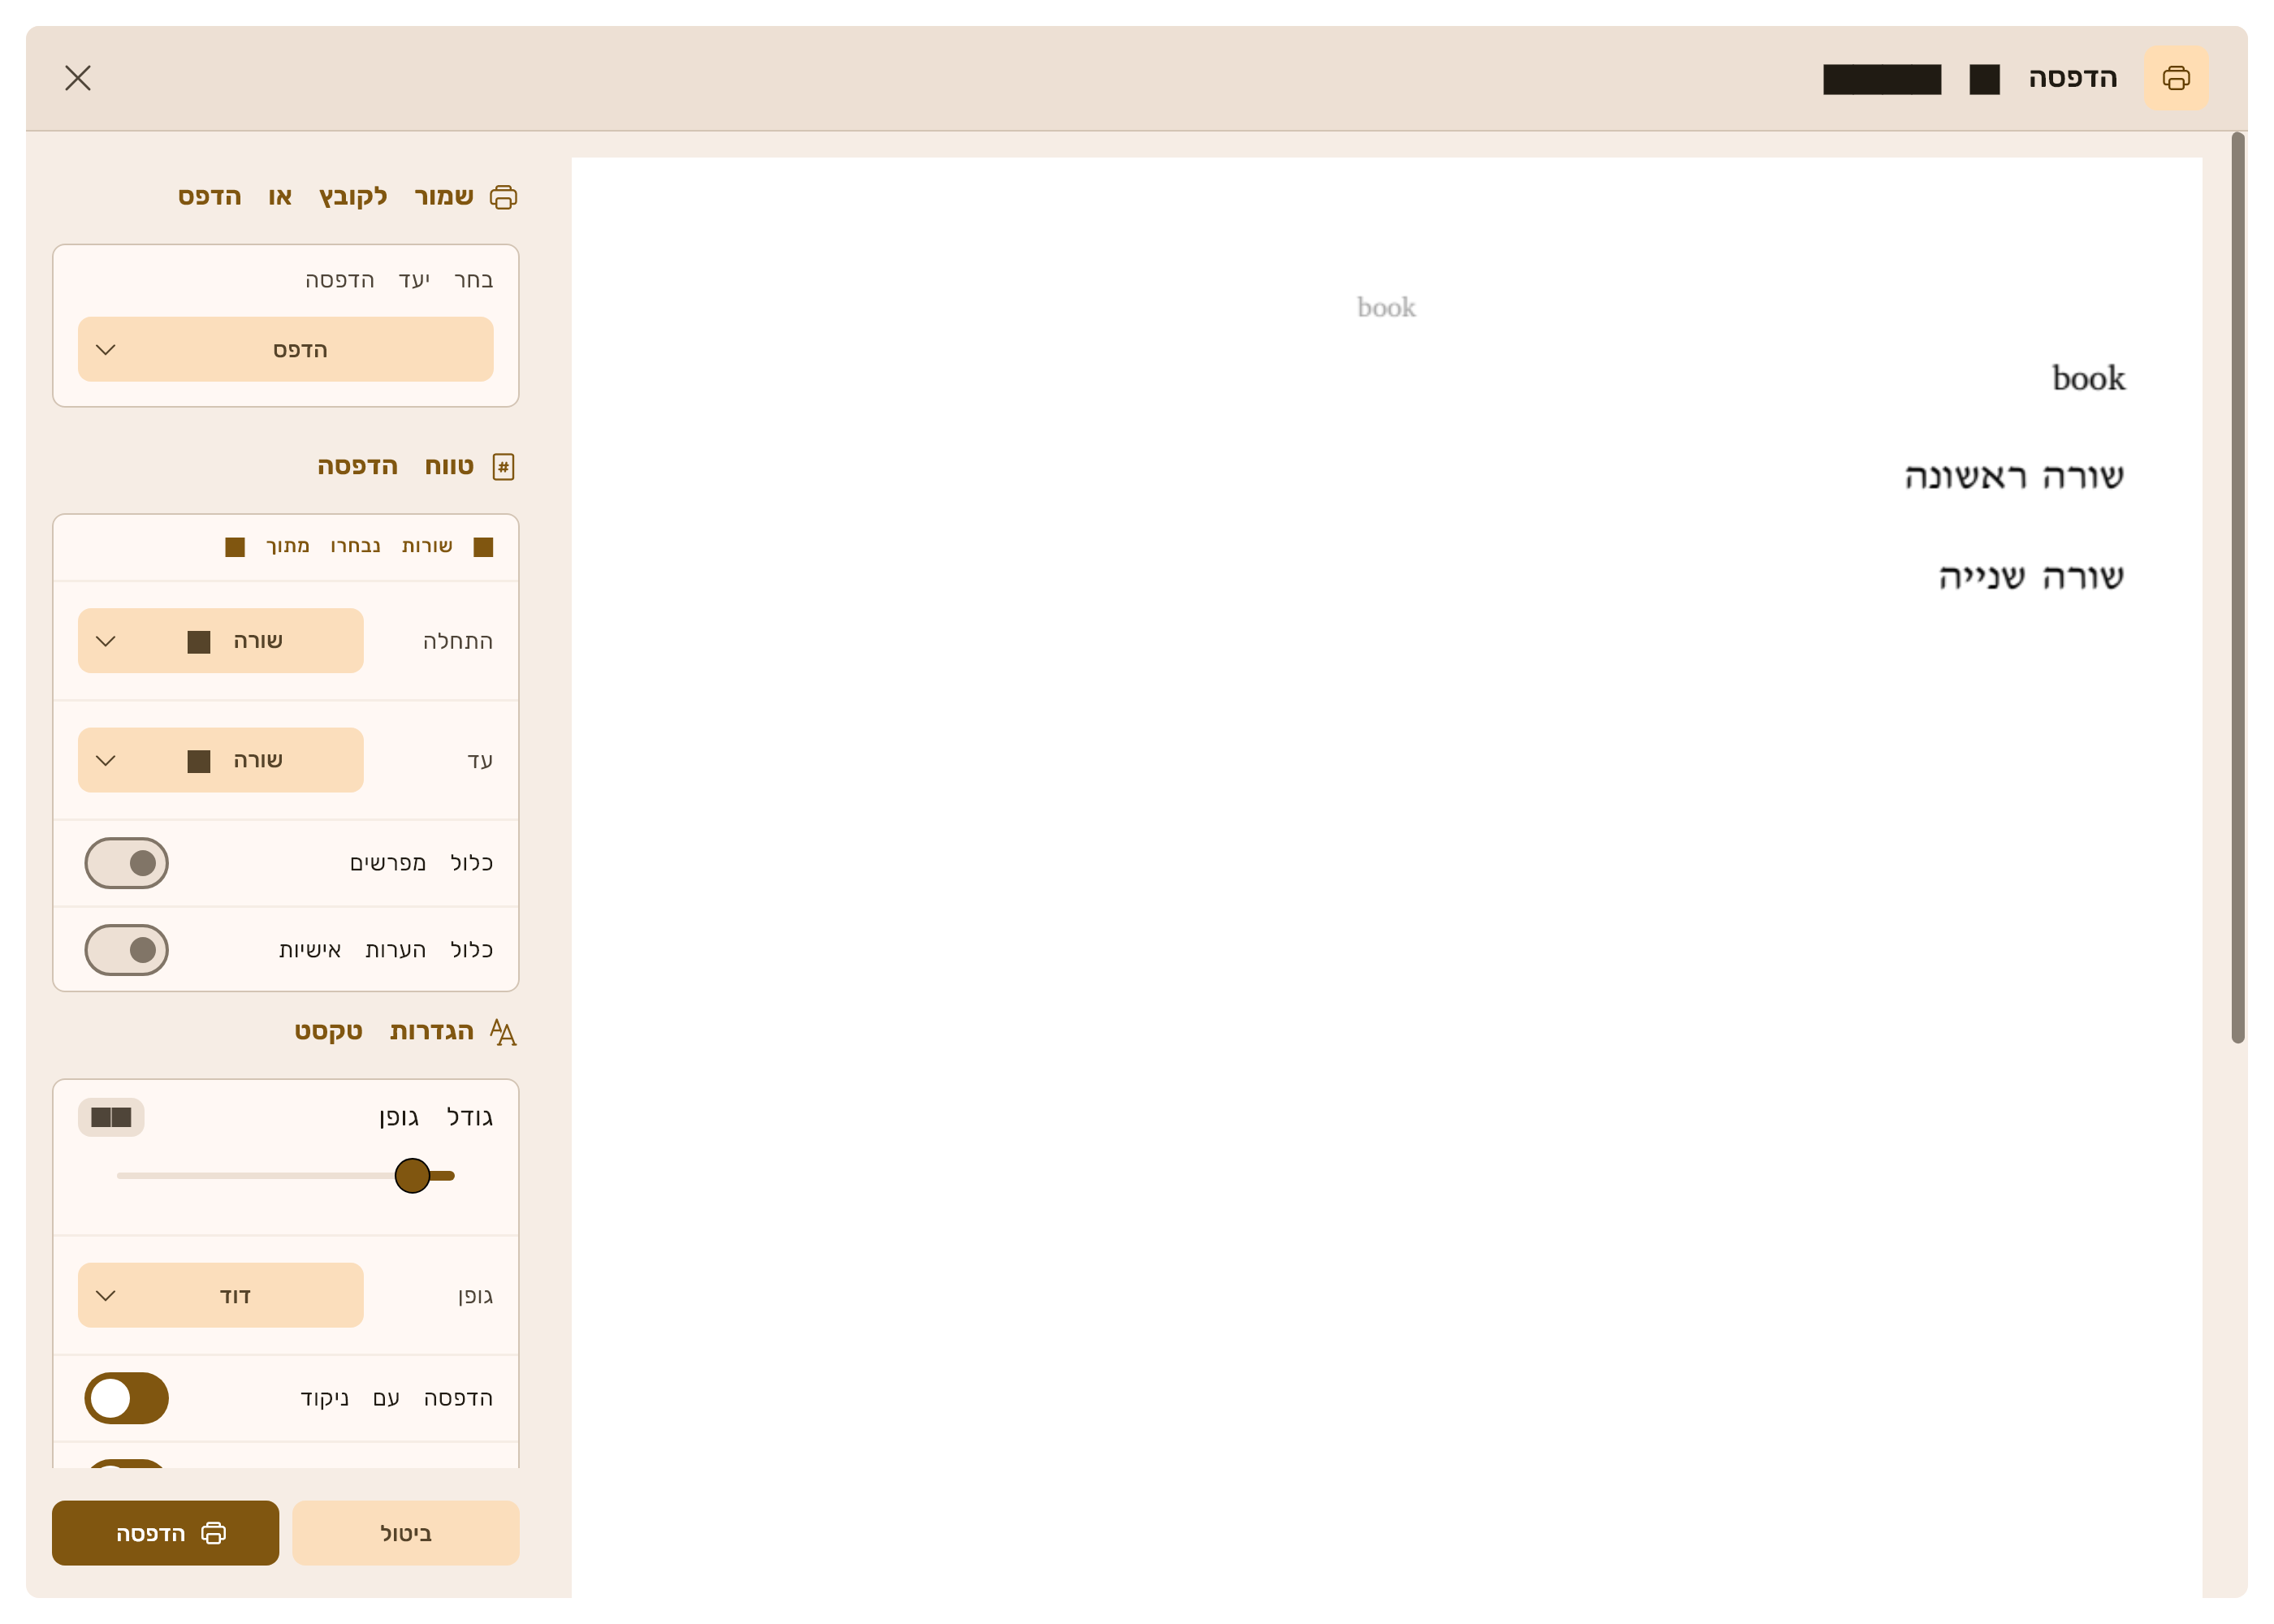 הדפסה
book
book
שורה ראשונה
שורה שנייה
שמור לקובץ או הדפס
בחר יעד הדפסה
הדפס
טווח הדפסה
שורות נבחרו מתוך
התחלה
שורה
עד
שורה
כלול מפרשים
כלול הערות אישיות
הגדרות טקסט
גודל גופן
גופן
דוד
הדפסה עם ניקוד
ביטול
הדפסה